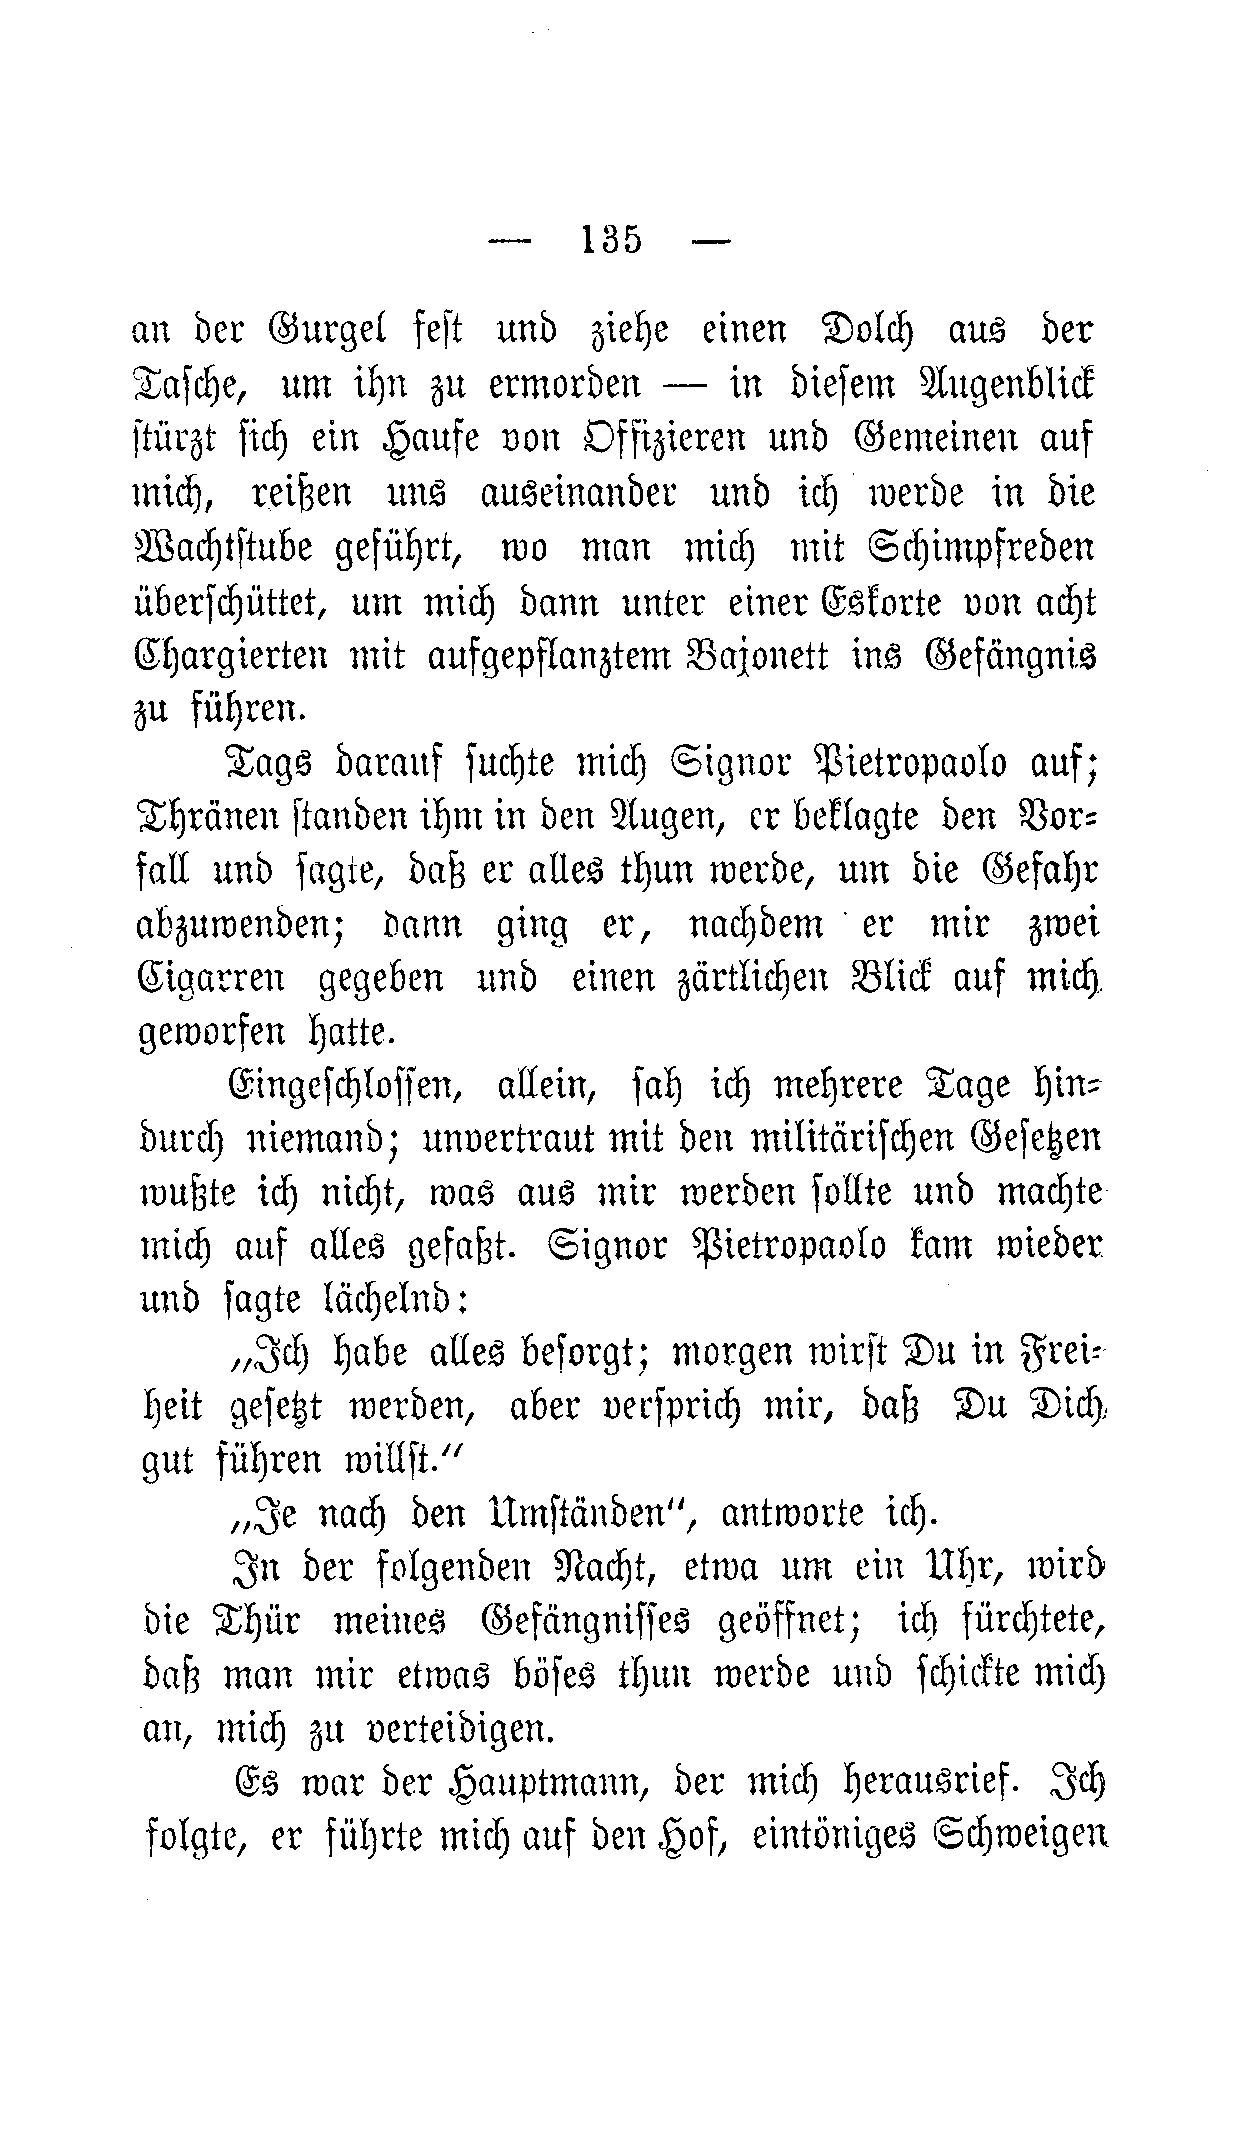 — 135 —
an der Gurgel fest und ziehe einen Dolch aus der
Tasche, um ihn zu ermorden — in diesem Augenblick
stürzt sich ein Haufe von Offizieren und Gemeinen auf
mich, reißen uns auseinander und ich werde in die
Wachtstube geführt, wo man mich mit Schimpfreden
überschüttet, um mich dann unter einer Eskorte von acht
Chargierten mit aufgepflanztem Bajonett ins Gefängnis
zu führen.
Tags darauf suchte mich Signor Pietropaolo auf;
Thränen standen ihm in den Augen, er beklagte den Vor-
fall und sagte, daß er alles thun werde, um die Gefahr
abzuwenden; dann ging er, nachdem er mir zwei
Cigarren gegeben und einen zärtlichen Blick auf mich
geworfen hatte.
Eingeschlossen, allein, sah ich mehrere Tage hin-
durch niemand; unvertraut mit den militärischen Gesetzen
wußte ich nicht, was aus mir werden sollte und machte
mich auf alles gefaßt. Signor Pietropaolo kam wieder
und sagte lächelnd:
„Ich habe alles besorgt; morgen wirst Du in Frei-
heit gesetzt werden, aber versprich mir, daß Du Dich
gut führen willst.“
„Je nach den Umständen“, antworte ich.
In der folgenden Nacht, etwa um ein Uhr, wird
die Thür meines Gefängnisses geöffnet; ich fürchtete,
daß man mir etwas böses thun werde und schickte mich
an, mich zu verteidigen.
Es war der Hauptmann, der mich herausrief. Ich
folgte, er führte mich auf den Hof, eintöniges Schweigen